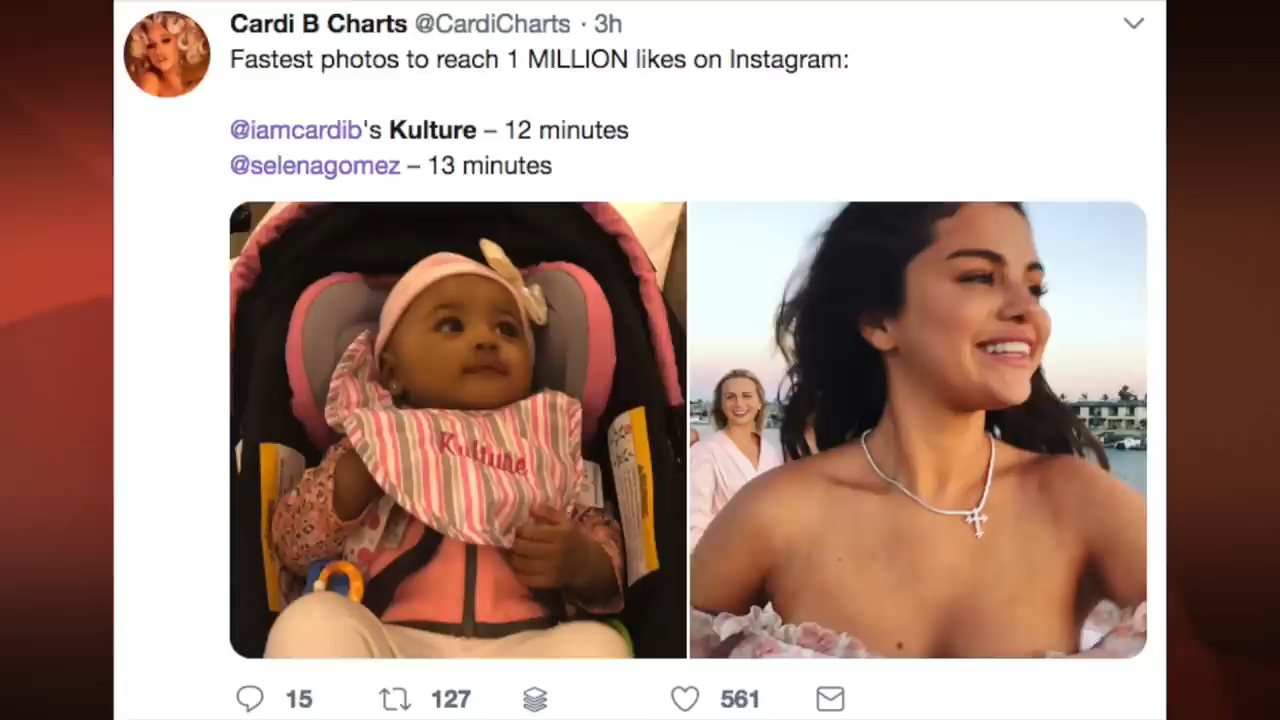 Cardi B Charts @CardiCharts · 3h
Fastest photos to reach 1 MILLION likes on Instagram:
@iamcardib's Kulture – 12 minutes
@selenagomez – 13 minutes
Kulture
15 127 561